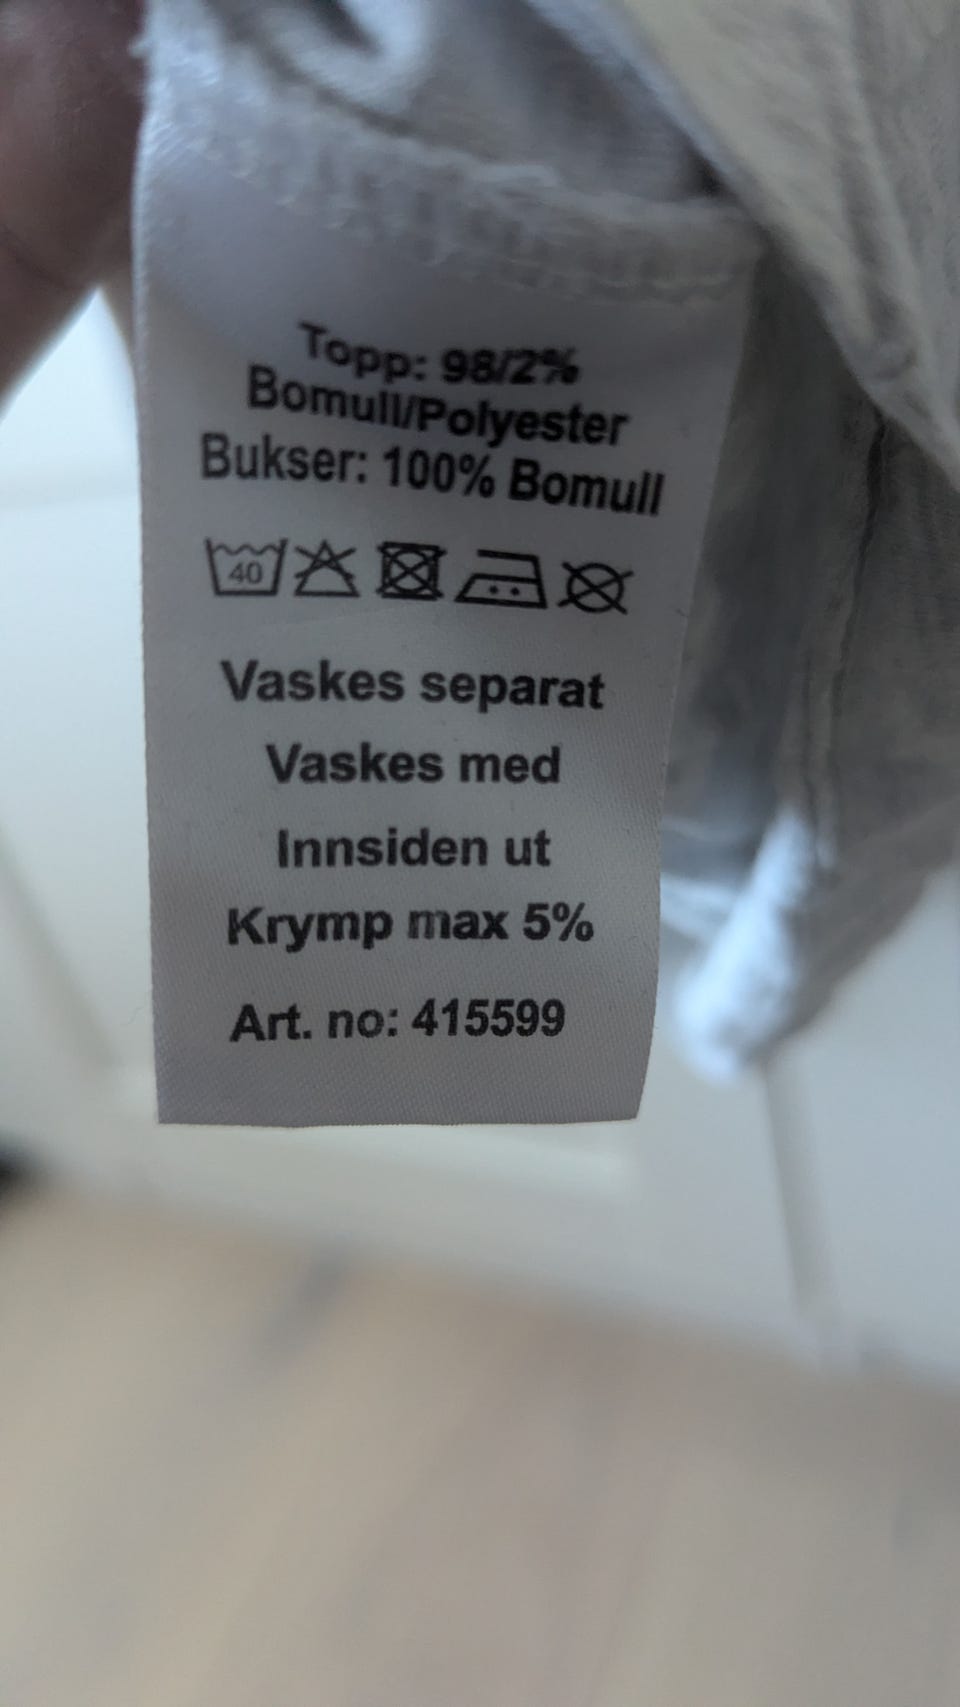 Topp: 98/2%
Bomull/Polyester
Bukser: 100% Bomull
40
Vaskes separat
Vaskes med
Innsiden ut
Krymp max 5%
Art. no: 415599